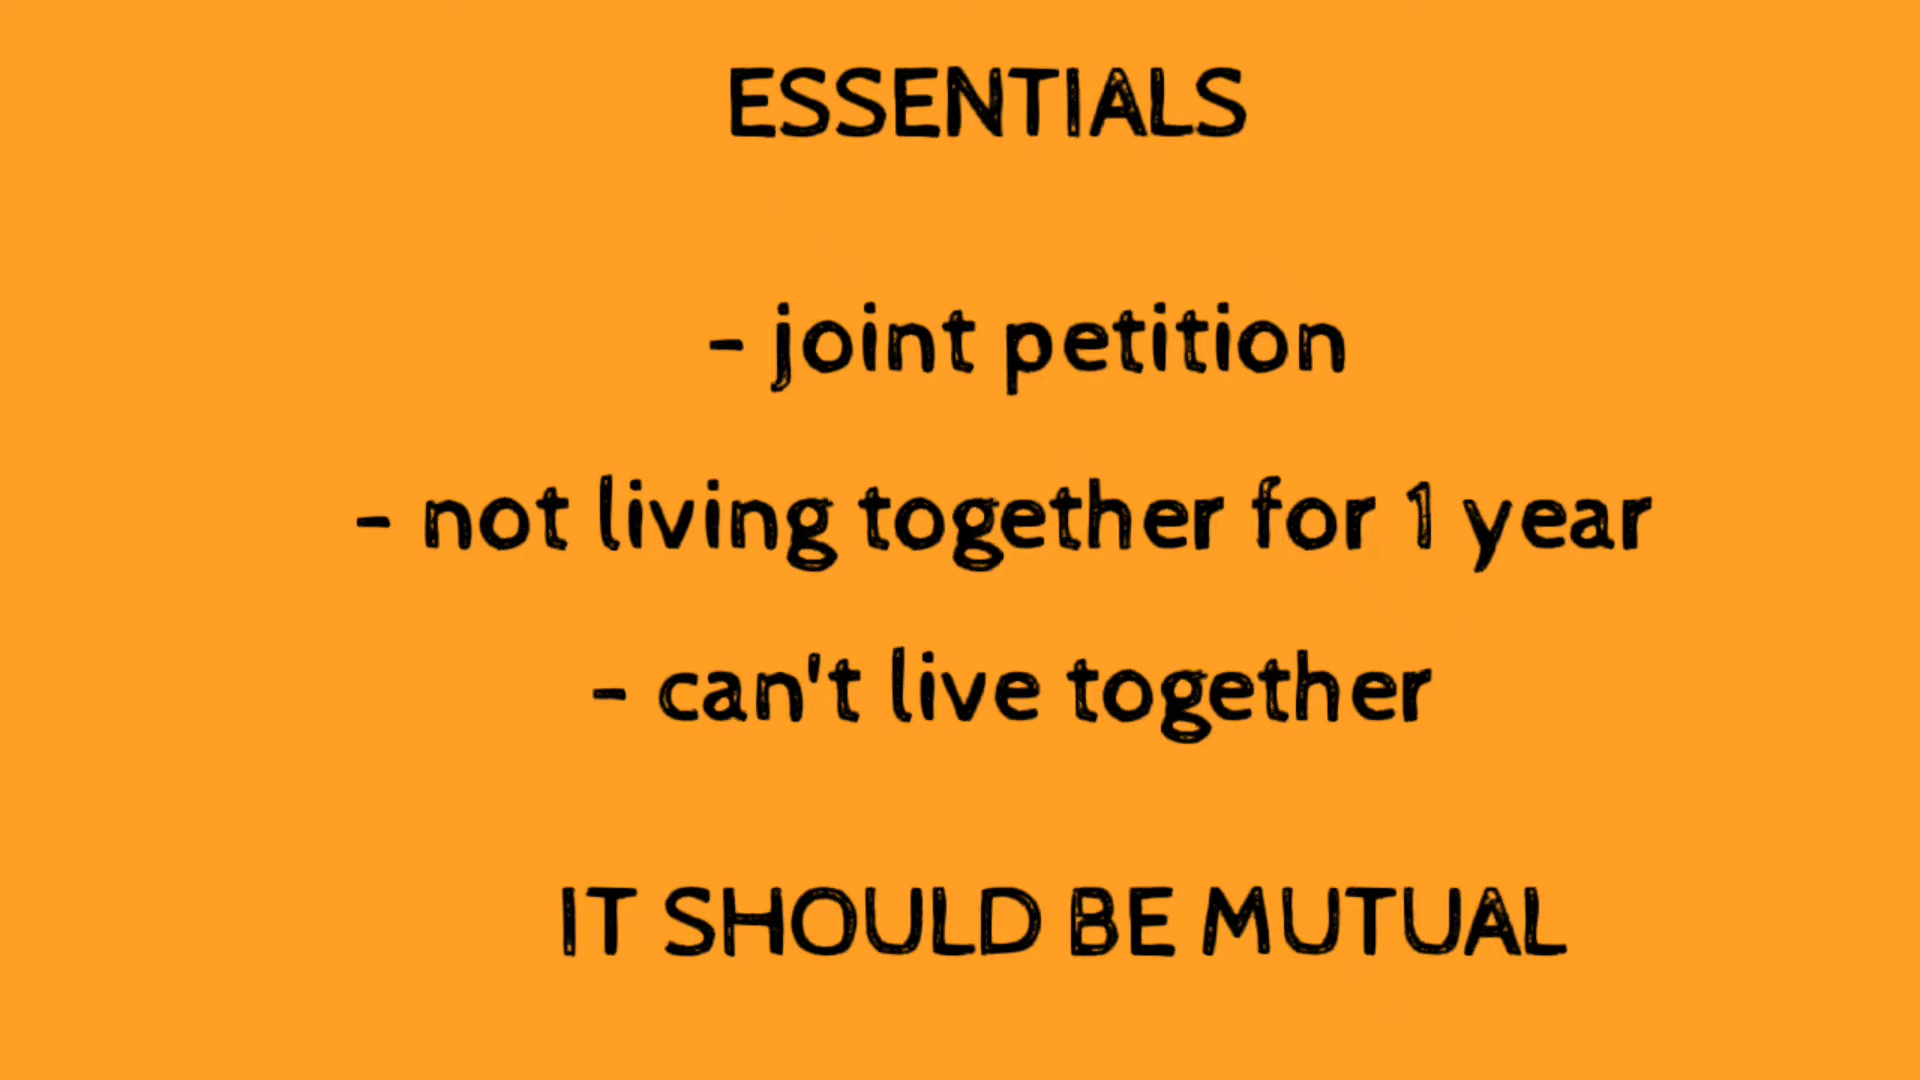 ESSENTIALS
- joint petition
- not living together for 1 year
- can't live together
IT SHOULD BE MUTUAL